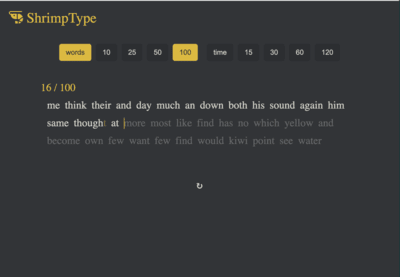 ShrimpType
words 10 25 50 100 time 15 30 60 120
16 / 100
me think their and day much an down both his sound again him
same thought at more most like find has no which yellow and
become own few want few find would kiwi point see water